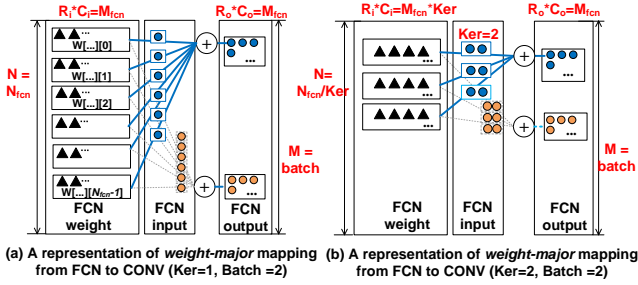 Ri*Ci=Mfcn
Ro*Co=Mfcn
N =
Nfcn
W[...][0]
W[...][1]
W[...][2]
...
...
W[...][Nfcn-1]
...
...
M =
batch
FCN
weight
FCN
input
FCN
output
(a) A representation of weight-major mapping
from FCN to CONV (Ker=1, Batch =2)
Ri*Ci=Mfcn*Ker
Ro*Co=Mfcn
Ker=2
N=
Nfcn/Ker
...
...
...
...
...
M =
batch
FCN
weight
FCN
input
FCN
output
(b) A representation of weight-major mapping
from FCN to CONV (Ker=2, Batch =2)